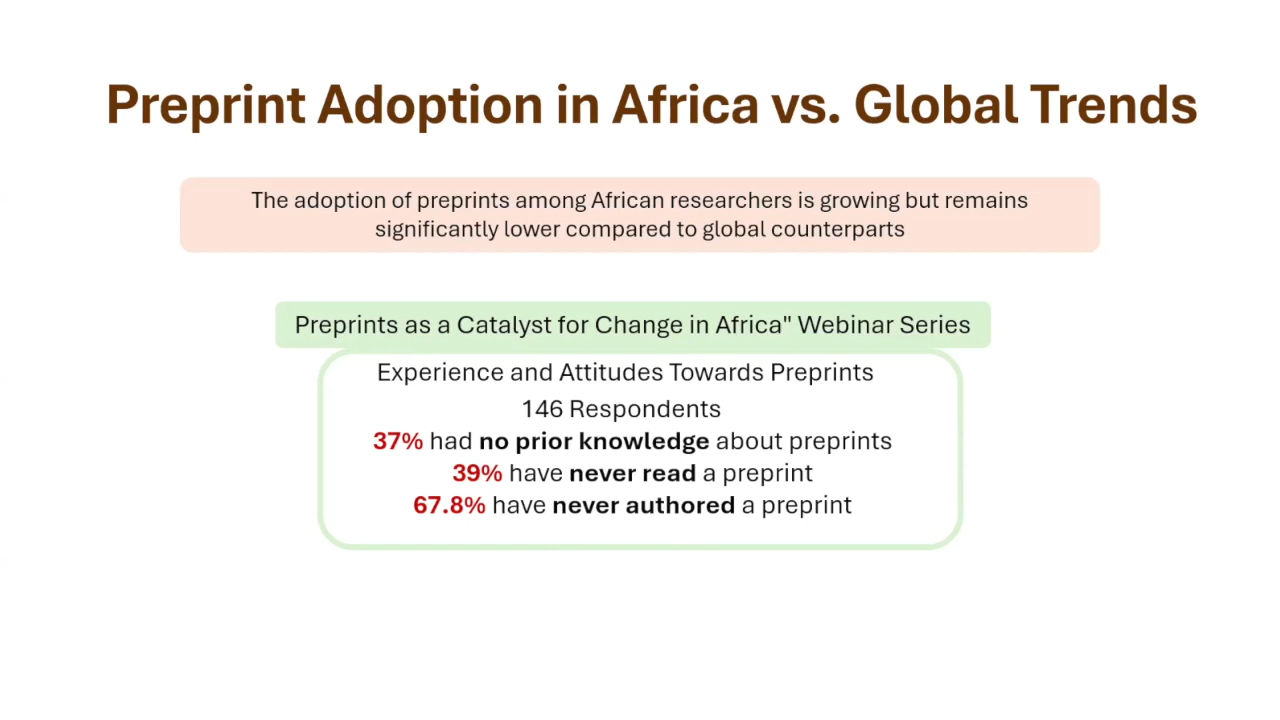 Preprint Adoption in Africa vs. Global Trends
The adoption of preprints among African researchers is growing but remains
significantly lower compared to global counterparts
Preprints as a Catalyst for Change in Africa" Webinar Series
Experience and Attitudes Towards Preprints
146 Respondents
37% had no prior knowledge about preprints
39% have never read a preprint
67.8% have never authored a preprint